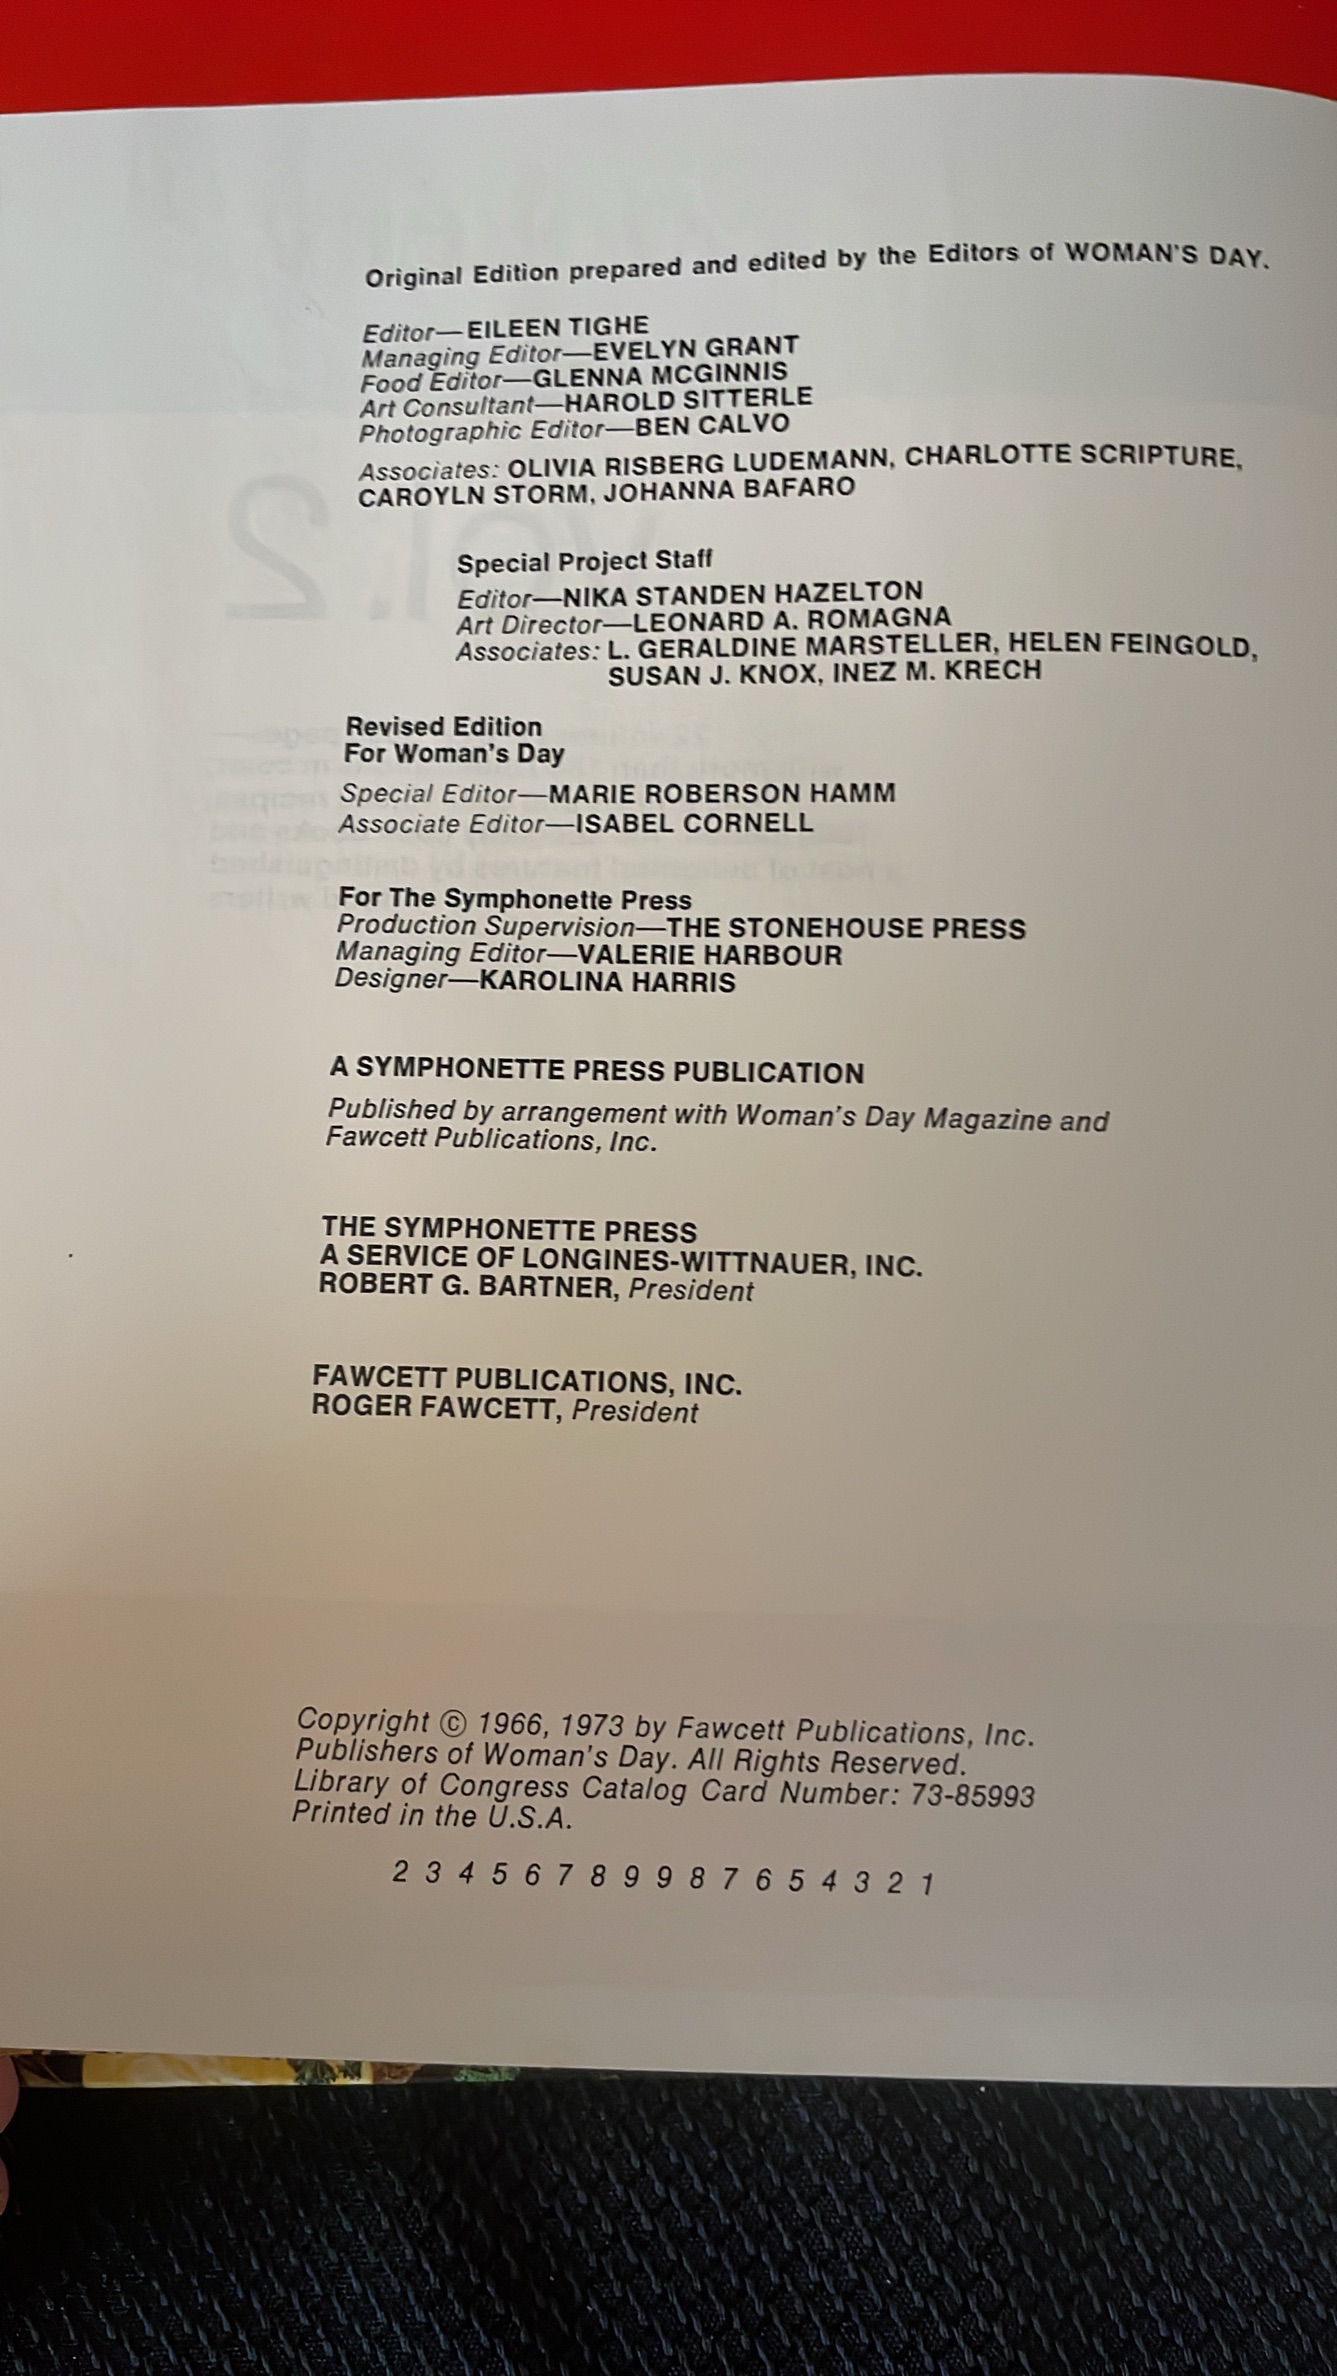 Original Edition prepared and edited by the Editors of WOMAN'S DAY.
Editor—EILEEN TIGHE
Managing Editor—EVELYN GRANT
Food Editor—GLENNA MCGINNIS
Art Consultant—HAROLD SITTERLE
Photographic Editor—BEN CALVO
Associates: OLIVIA RISBERG LUDEMANN, CHARLOTTE SCRIPTURE,
CAROYLN STORM, JOHANNA BAFARO
Special Project Staff
Editor—NIKA STANDEN HAZELTON
Art Director—LEONARD A. ROMAGNA
Associates: L. GERALDINE MARSTELLER, HELEN FEINGOLD,
SUSAN J. KNOX, INEZ M. KRECH
Revised Edition
For Woman's Day
Special Editor—MARIE ROBERSON HAMM
Associate Editor—ISABEL CORNELL
For The Symphonette Press
Production Supervision—THE STONEHOUSE PRESS
Managing Editor—VALERIE HARBOUR
Designer—KAROLINA HARRIS
A SYMPHONETTE PRESS PUBLICATION
Published by arrangement with Woman's Day Magazine and
Fawcett Publications, Inc.
THE SYMPHONETTE PRESS
A SERVICE OF LONGINES-WITTNAUER, INC.
ROBERT G. BARTNER, President
FAWCETT PUBLICATIONS, INC.
ROGER FAWCETT, President
Copyright © 1966, 1973 by Fawcett Publications, Inc.
Publishers of Woman's Day. All Rights Reserved.
Library of Congress Catalog Card Number: 73-85993
Printed in the U.S.A.
2 3 4 5 6 7 8 9 9 8 7 6 5 4 3 2 1